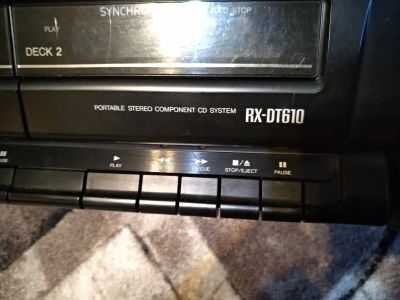 SYNCHRO STOP
PLAY
DECK 2
PORTABLE STEREO COMPONENT CD SYSTEM RX-DT610
PLAY /CUE STOP/EJECT PAUSE